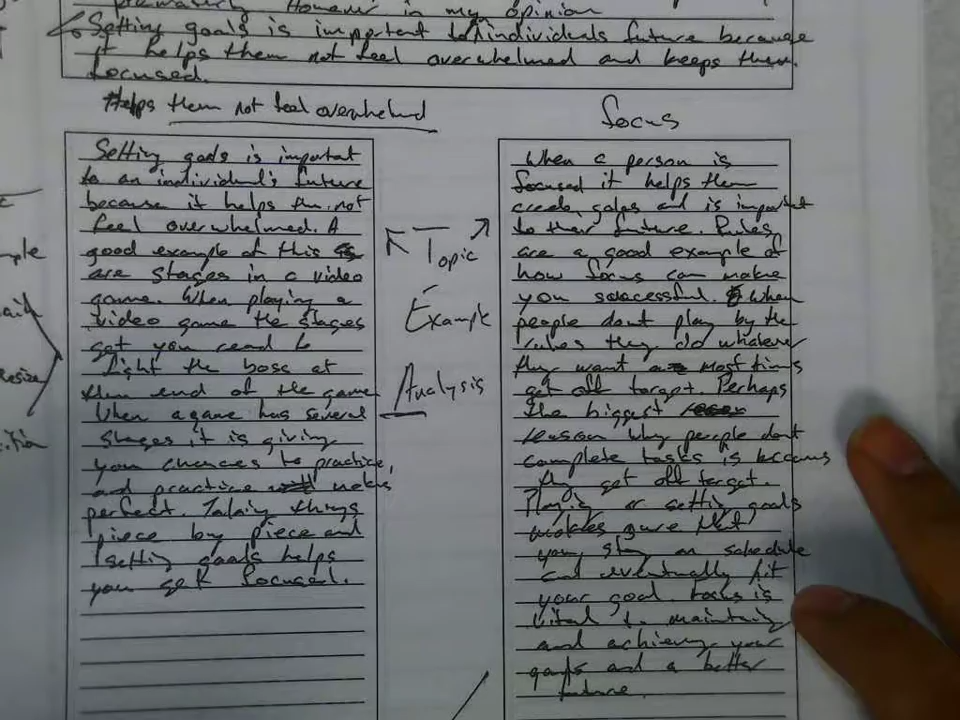 However in my opinion
Setting goals is important to individuals future because
it helps them not feel overwhelmed and keeps them
focused.
Helps them not feel overwhelmed
Setting goals is important
to an individual's future
because it helps them not
feel overwhelmed. A
good example of this
are stages in a video
game. When playing a
video game the stages
get you ready to
fight the boss at
then end of the game
When a game has several
stages, it is giving
you chances to practice,
and practice makes
perfect. Taking things
piece by piece and
setting goals helps
you get focused.
Topic
Example
Analysis
focus
When a person is
focused it helps them
create and is important
to their future. Rules
are a good example of
how focus can make
you successful. When
people dont play by the
rules they do whatever
they want Most times
get off target. Perhaps
the biggest
reason why people dont
complete tasks is because
they get off target.
or setting goals
makes sure that
you stay on schedule
and eventually hit
your goal. focus is
vital to maintaining
and achieving your
goals and a better
future.